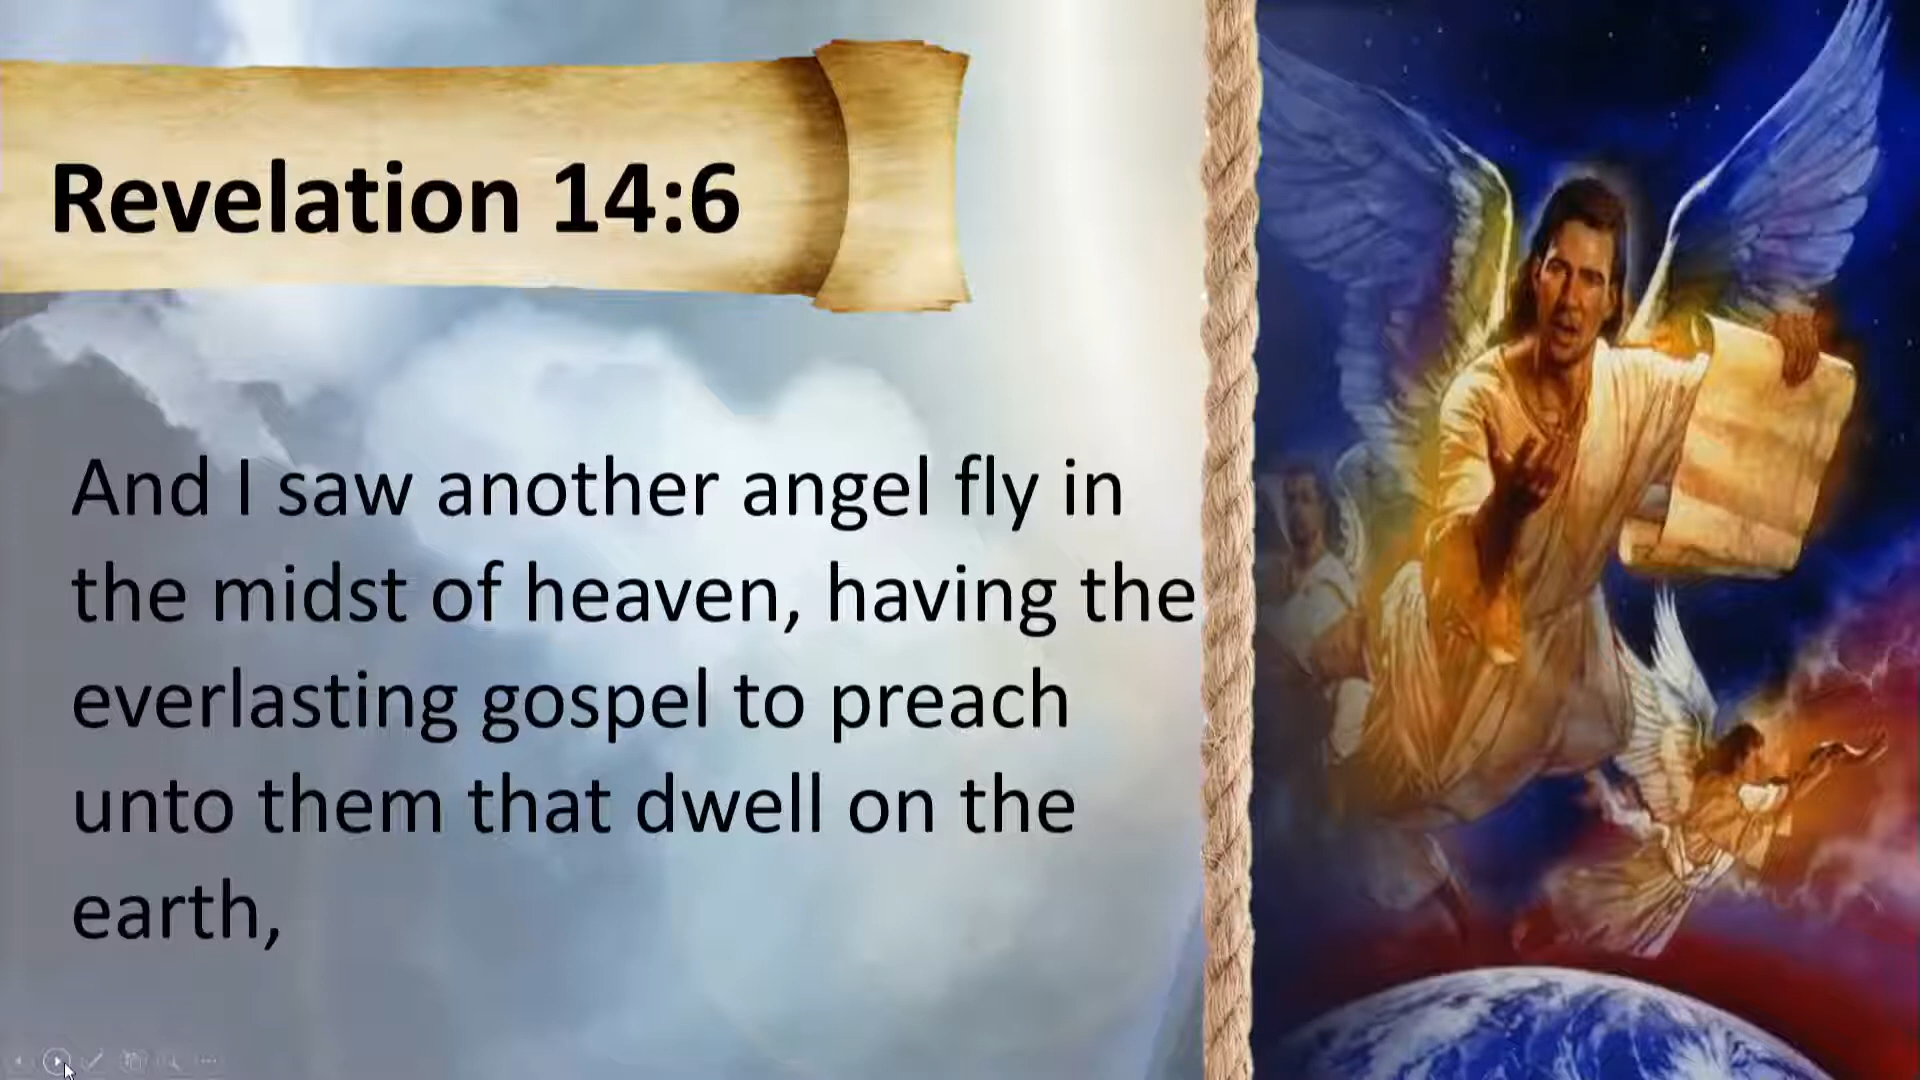 Revelation 14:6
And I saw another angel fly in
the midst of heaven, having the
everlasting gospel to preach
unto them that dwell on the
earth,